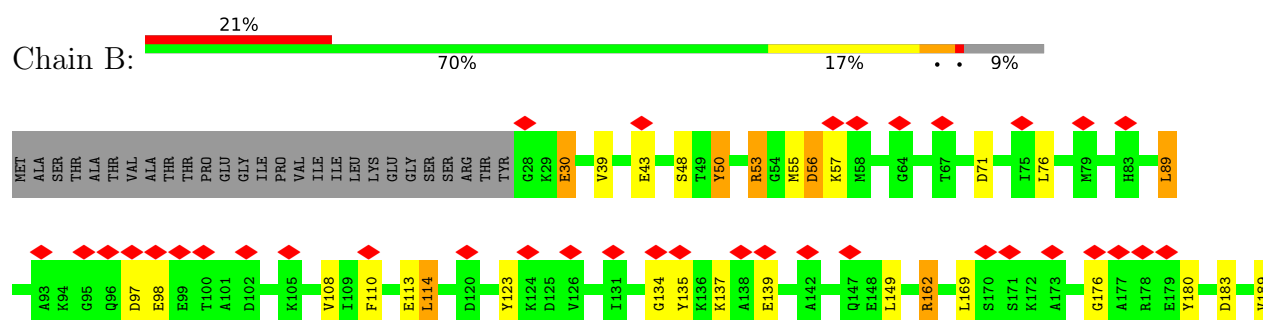 21%
Chain B:
70% 17% • • 9%
MET ALA SER THR ALA THR VAL ALA THR THR PRO GLU GLY ILE PRO VAL ILE ILE LEU LYS GLU GLY SER SER ARG THR TYR G28 K29 E30 V39 E43 S48 T49 Y50 R53 G54 M55 D56 K57 M58 G64 T67 D71 I75 L76 M79 H83 L89
A93 K94 G95 Q96 D97 E98 E99 T100 A101 D102 K105 V108 I109 F110 E113 L114 D120 Y123 K124 D125 V126 I131 G134 Y135 K136 K137 A138 E139 A142 Q147 E148 L149 R162 L169 S170 S171 K172 A173 G176 A177 R178 E179 Y180 D183